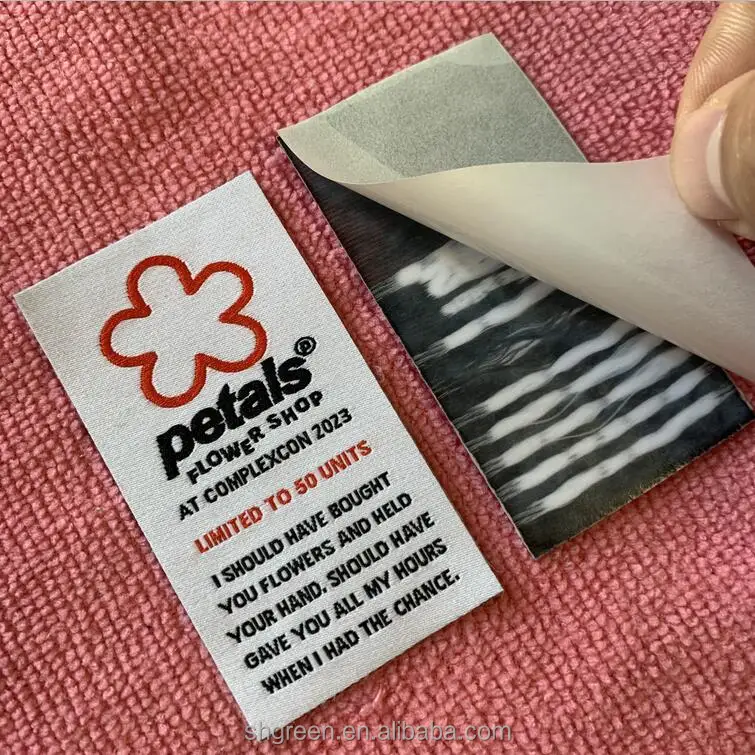 petals®
FLOWER SHOP
AT COMPLEXCON 2023
LIMITED TO 50 UNITS
I SHOULD HAVE BOUGHT
YOU FLOWERS AND HELD
YOUR HAND. SHOULD HAVE
GAVE YOU ALL MY HOURS
WHEN I HAD THE CHANCE.
shgreen.en.alibaba.com